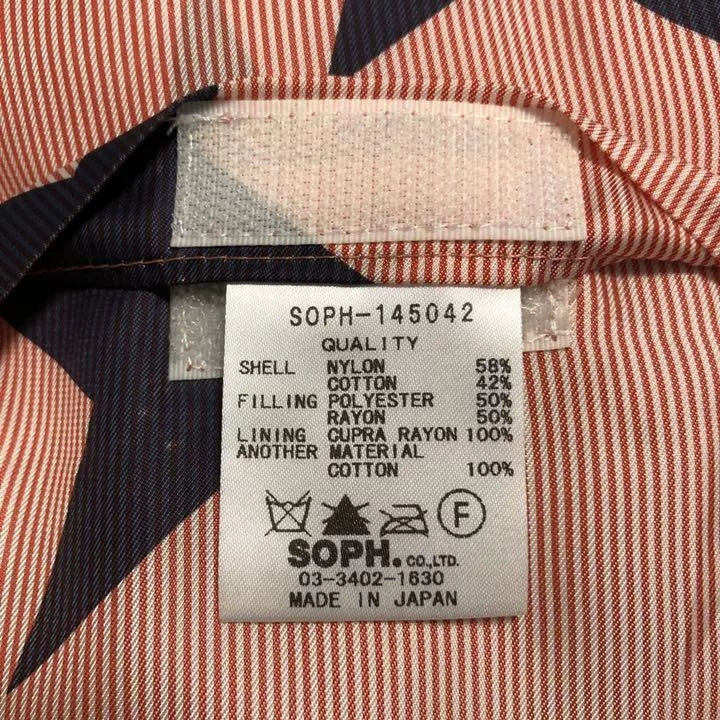 SOPH-145042
QUALITY
SHELL NYLON 58%
COTTON 42%
FILLING POLYESTER 50%
RAYON 50%
LINING CUPRA RAYON 100%
ANOTHER MATERIAL
COTTON 100%
F
SOPH. CO.,LTD.
03-3402-1630
MADE IN JAPAN